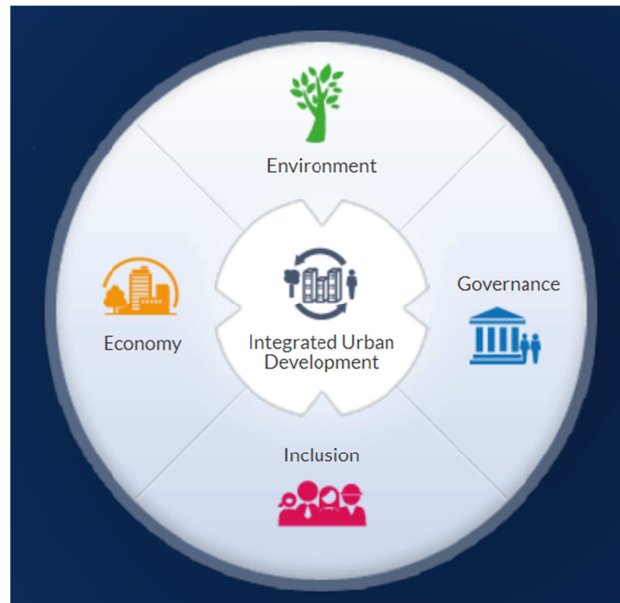 Environment
Governance
Economy
Integrated Urban
Development
Inclusion